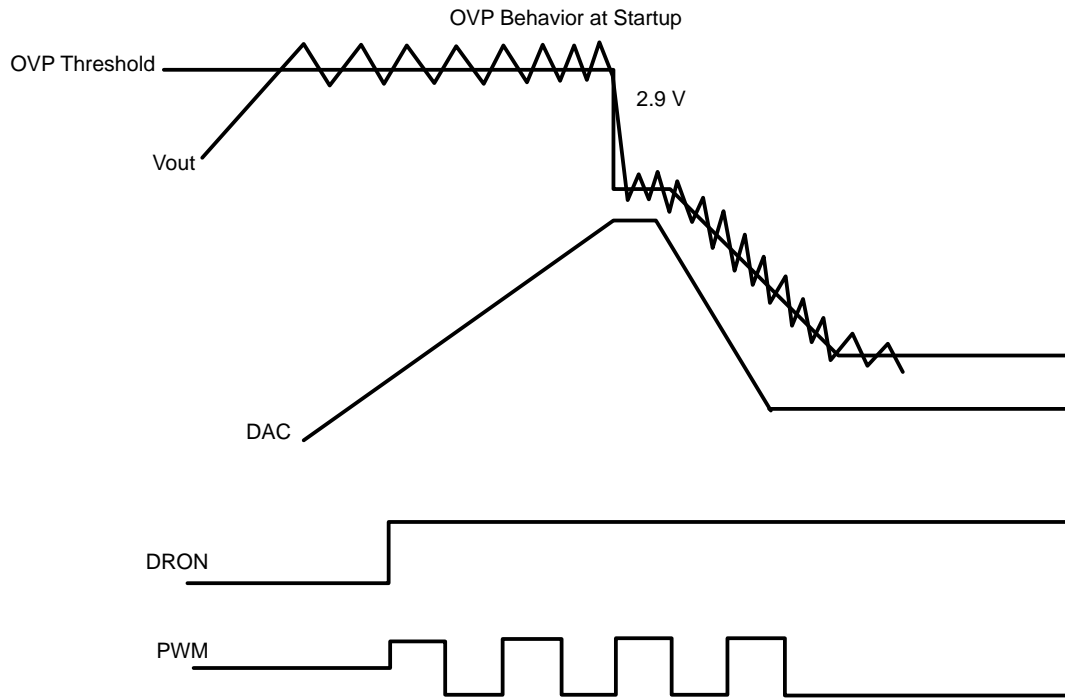 OVP Behavior at Startup
OVP Threshold
2.9 V
Vout
DAC
DRON
PWM